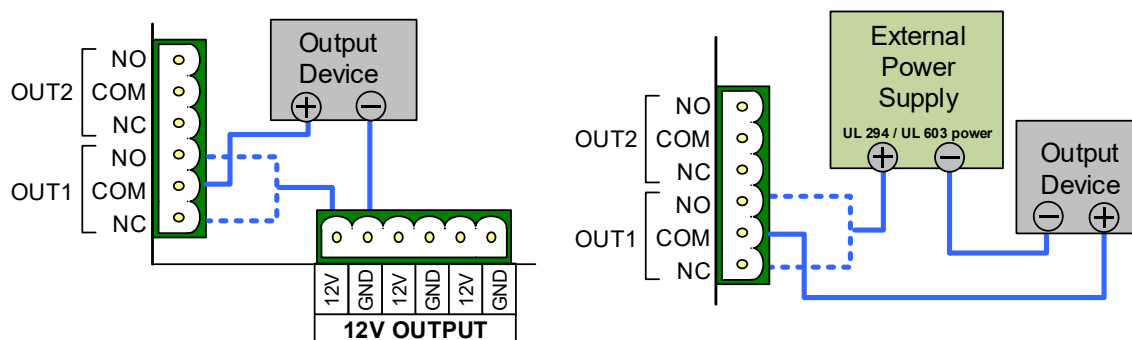 Output
Device
NO
OUT2 COM
NC
NO
OUT1 COM
NC
12V GND 12V GND 12V GND
12V OUTPUT
External
Power
Supply
UL 294 / UL 603 power
Output
Device
NO
OUT2 COM
NC
NO
OUT1 COM
NC